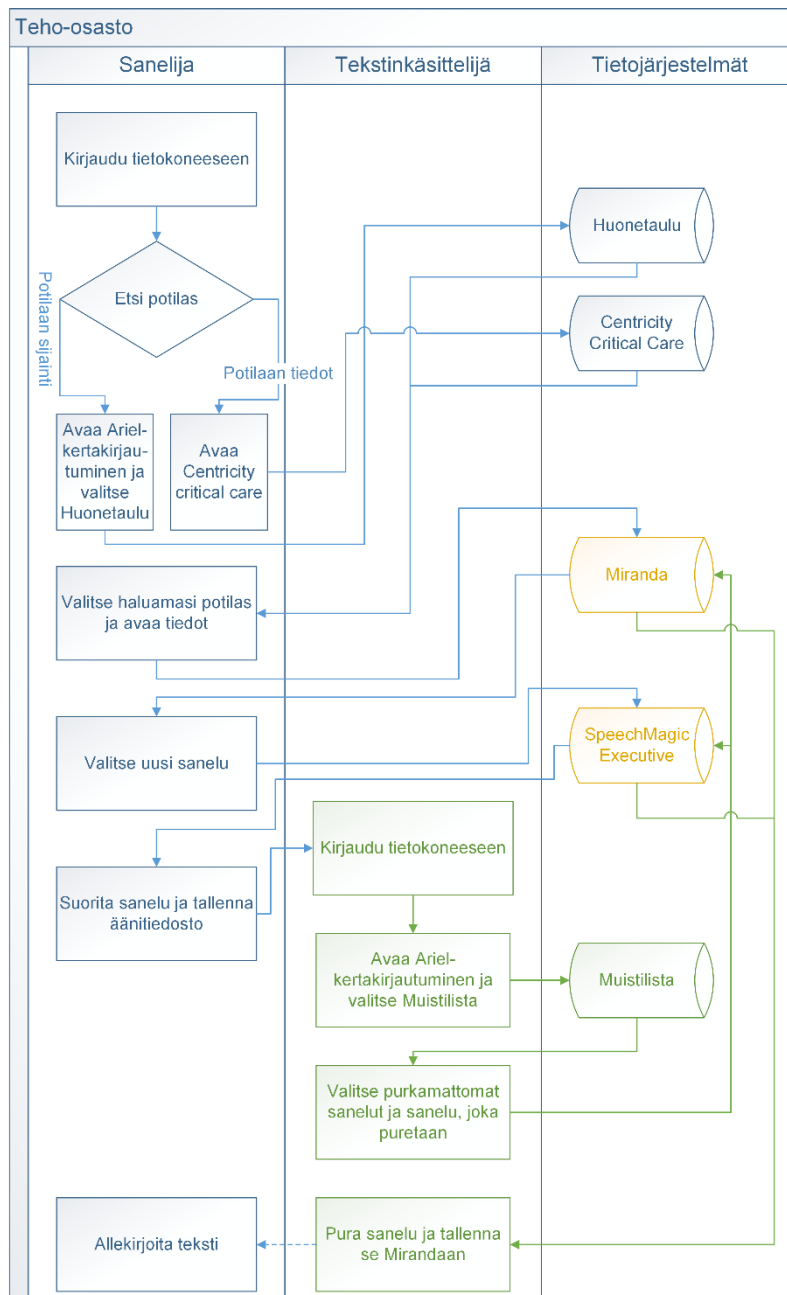 Teho-osasto
Sanelija
Tekstinkäsittelijä
Tietojärjestelmät
Kirjaudu tietokoneeseen
Huonetaulu
Etsi potilas
Potilaan sijainti
Centricity
Critical Care
Potilaan tiedot
Avaa Ariel-
kertakirjau-
tuminen ja
valitse
Huonetaulu
Avaa
Centricity
critical care
Miranda
Valitse haluamasi potilas
ja avaa tiedot
SpeechMagic
Executive
Valitse uusi sanelu
Kirjaudu tietokoneeseen
Suorita sanelu ja tallenna
äänitiedosto
Avaa Ariel-
kertakirjautuminen ja
valitse Muistilista
Muistilista
Valitse purkamattomat
sanelut ja sanelu, joka
puretaan
Allekirjoita teksti
Pura sanelu ja tallenna
se Mirandaan